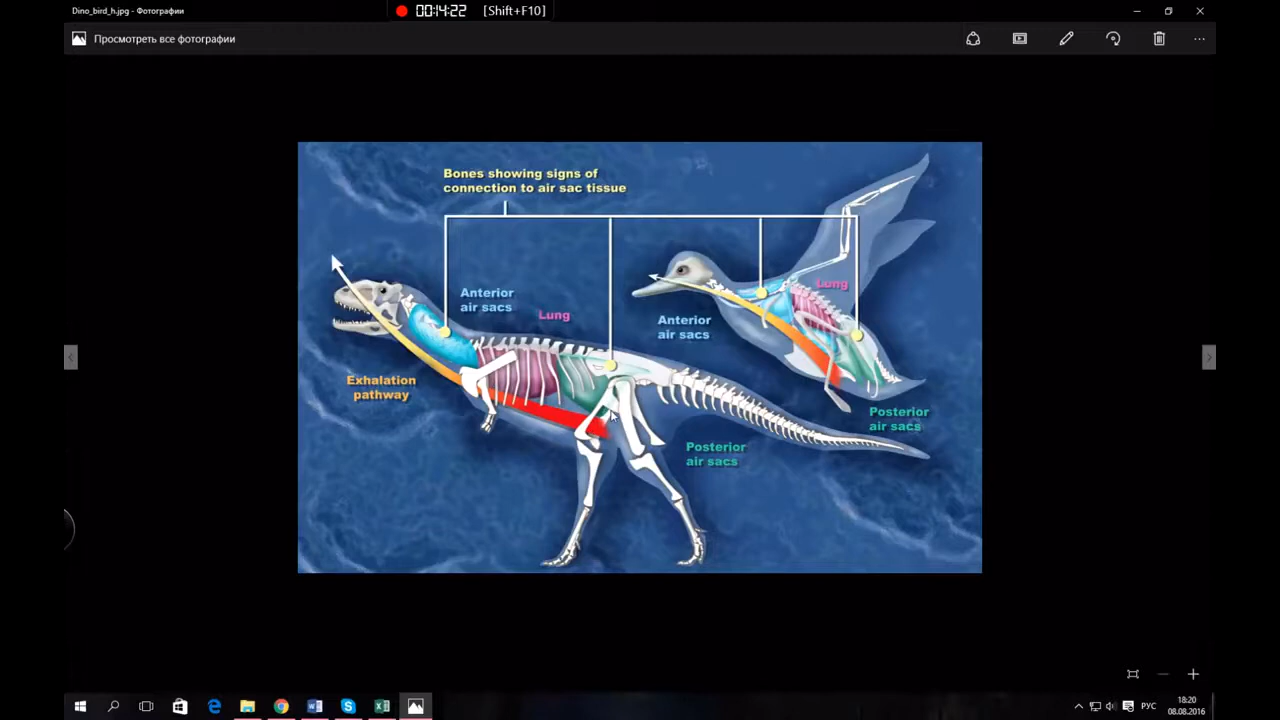 Dino_bird_h.jpg - Фотографии
00:14:22 [Shift+F10]
Просмотреть все фотографии
Bones showing signs of
connection to air sac tissue
Anterior
air sacs
Lung
Exhalation
pathway
Posterior
air sacs
Lung
Anterior
air sacs
Posterior
air sacs
РУС
18:20
08.08.2016